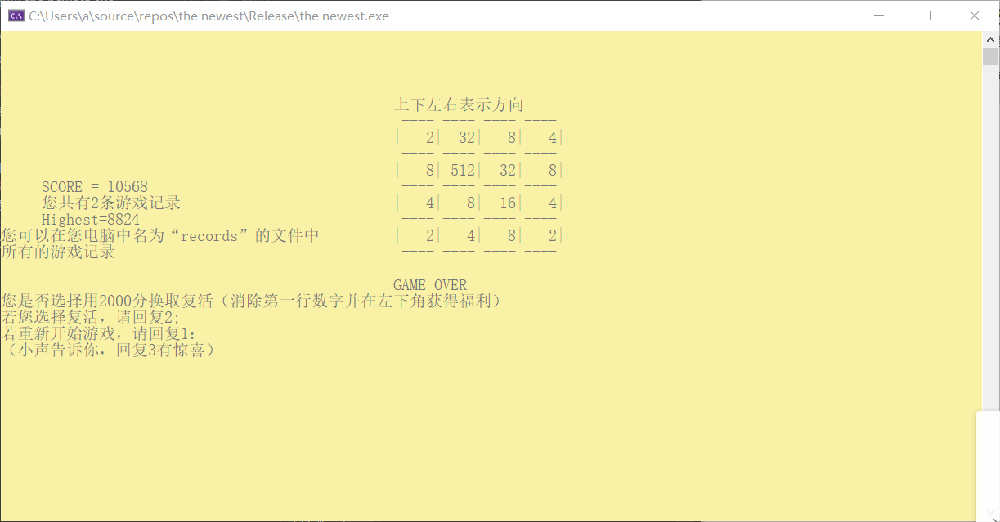 C:\Users\a\source\repos\the newest\Release\the newest.exe
上下左右表示方向
---- ---- ---- ----
|   2|  32|   8|   4|
---- ---- ---- ----
|   8| 512|  32|   8|
---- ---- ---- ----
|   4|   8|  16|   4|
---- ---- ---- ----
|   2|   4|   8|   2|
---- ---- ---- ----
SCORE = 10568
您共有2条游戏记录
Highest=8824
您可以在您电脑中名为“records”的文件中
所有的游戏记录
GAME OVER
您是否选择用2000分换取复活（消除第一行数字并在左下角获得福利）
若您选择复活，请回复2;
若重新开始游戏，请回复1：
（小声告诉你，回复3有惊喜）